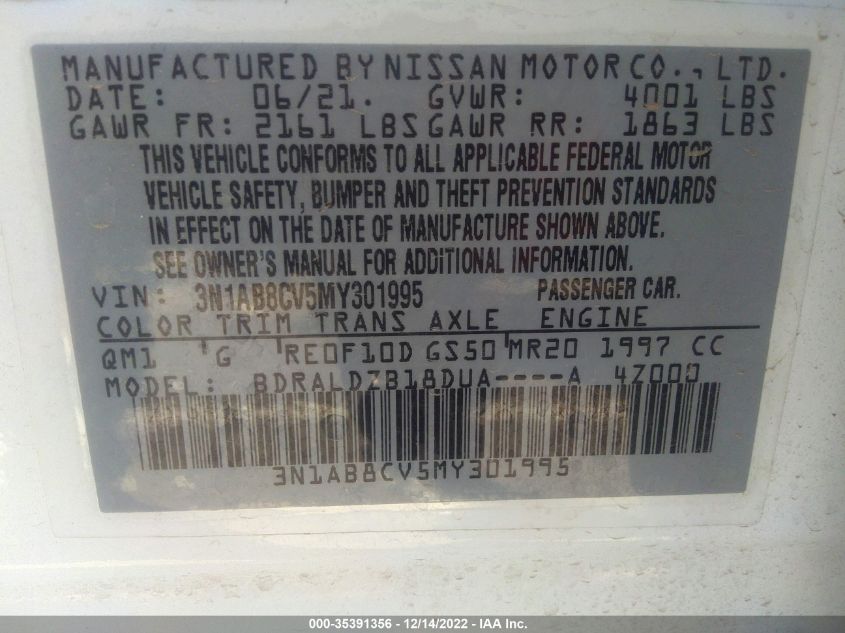 MANUFACTURED BY NISSAN MOTOR CO., LTD.
DATE: 06/21. GVWR: 4001 LBS
GAWR FR: 2161 LBS GAWR RR: 1863 LBS
THIS VEHICLE CONFORMS TO ALL APPLICABLE FEDERAL MOTOR
VEHICLE SAFETY, BUMPER AND THEFT PREVENTION STANDARDS
IN EFFECT ON THE DATE OF MANUFACTURE SHOWN ABOVE.
SEE OWNER'S MANUAL FOR ADDITIONAL INFORMATION.
VIN: 3N1AB8CV5MY301995 PASSENGER CAR.
COLOR TRIM TRANS AXLE ENGINE
QM1 G RE0F10D GS50 MR20 1997 CC
MODEL: BDRALDZB18DUA----A 4Z000
3N1AB8CV5MY301995
000-35391356 - 12/14/2022 - IAA Inc.